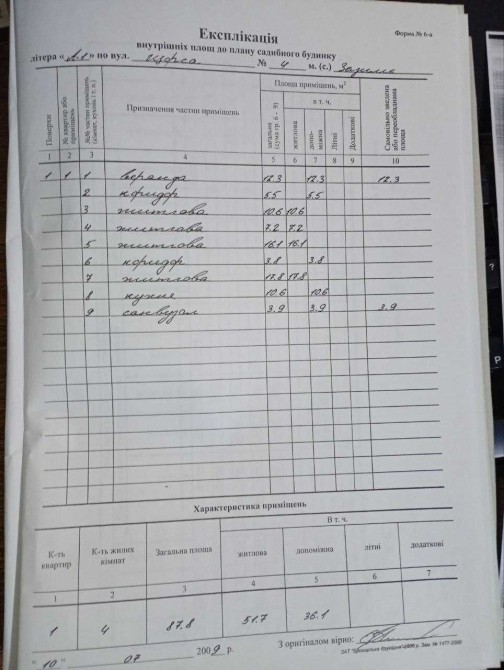 Форма № 6-а
Експлікація
внутрішніх площ до плану садибного будинку
літера « А-1 » по вул. Щорса № 4 м. (с.)
Поверхи
№ квартир або приміщень
Призначення частин приміщень
Площа приміщень, м²
загальна (сума гр. 6 - 9)
в т. ч.
житлова
допоміжна
Літні
Додаткові
Самовільно зведена або переобладнана площа
1 2 3 4 5 6 7 8 9 10
1 1 1 веранда 12.3 12.3 12.3
2 коридор 5.5 5.5
3 житлова 10.6 10.6
4 житлова 7.2 7.2
5 житлова 16.1 16.1
6 коридор 3.8 3.8
7 житлова 17.8 17.8
8 кухня 10.6 10.6
9 санвузол 3.9 3.9 3.9
Характеристика приміщень
К-ть квартир
К-ть жилих кімнат
Загальна площа
В т. ч.
житлова
допоміжна
літні
додаткові
1 2 3 4 5 6 7
1 4 87.8 51.7 36.1
" 10 " 07 2009 р. З оригіналом вірно: